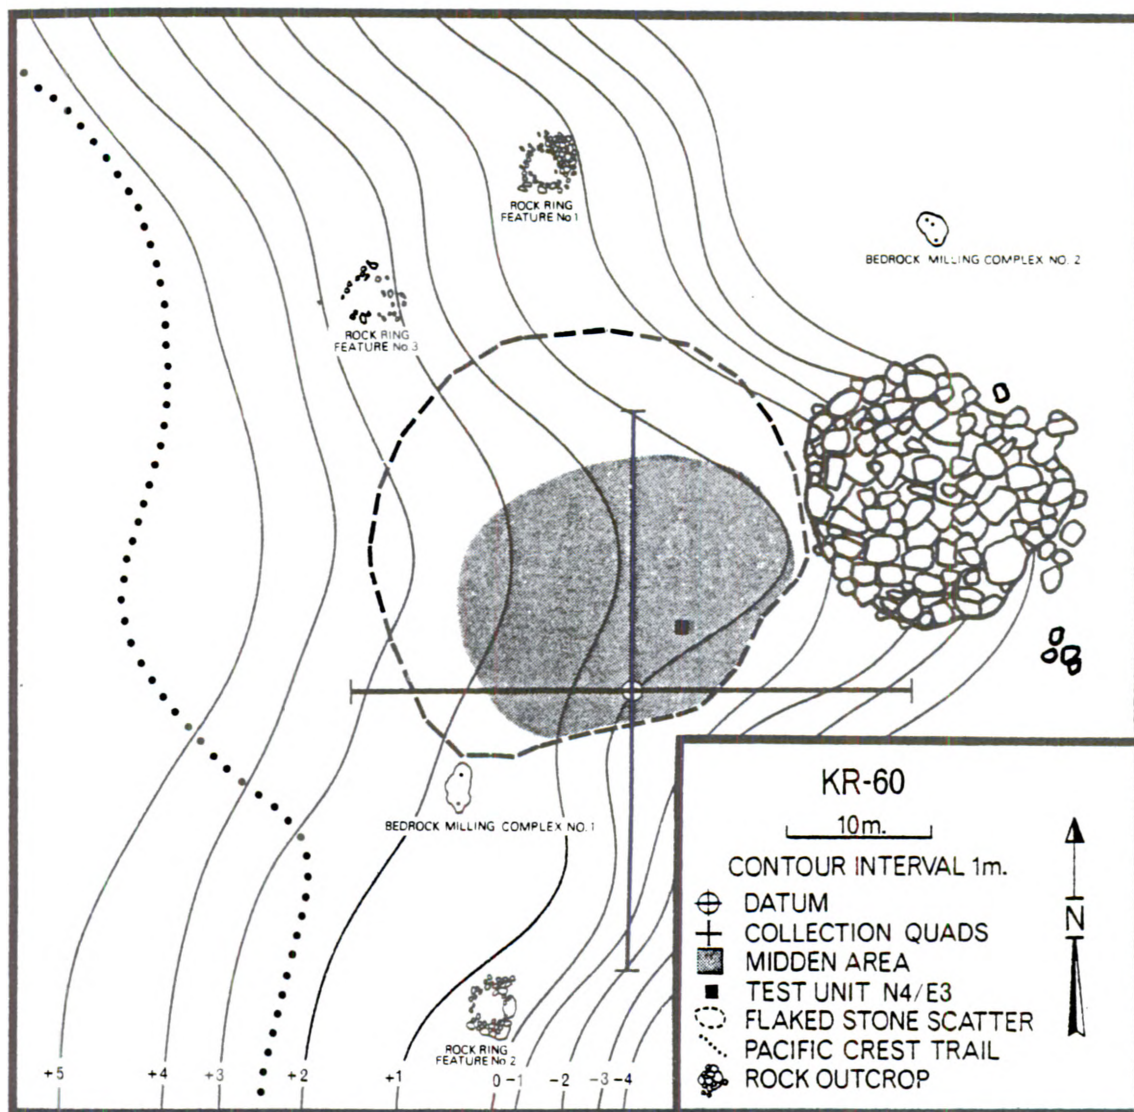 ROCK RING
FEATURE No 1
BEDROCK MILLING COMPLEX NO. 2
ROCK RING
FEATURE No.3
BEDROCK MILLING COMPLEX NO. 1
ROCK RING
FEATURE No.2
+5 +4 +3 +2 +1 0 -1 -2 -3 -4
KR-60
10m.
CONTOUR INTERVAL 1m.
DATUM
COLLECTION QUADS
MIDDEN AREA
TEST UNIT N4/E3
FLAKED STONE SCATTER
PACIFIC CREST TRAIL
ROCK OUTCROP
N